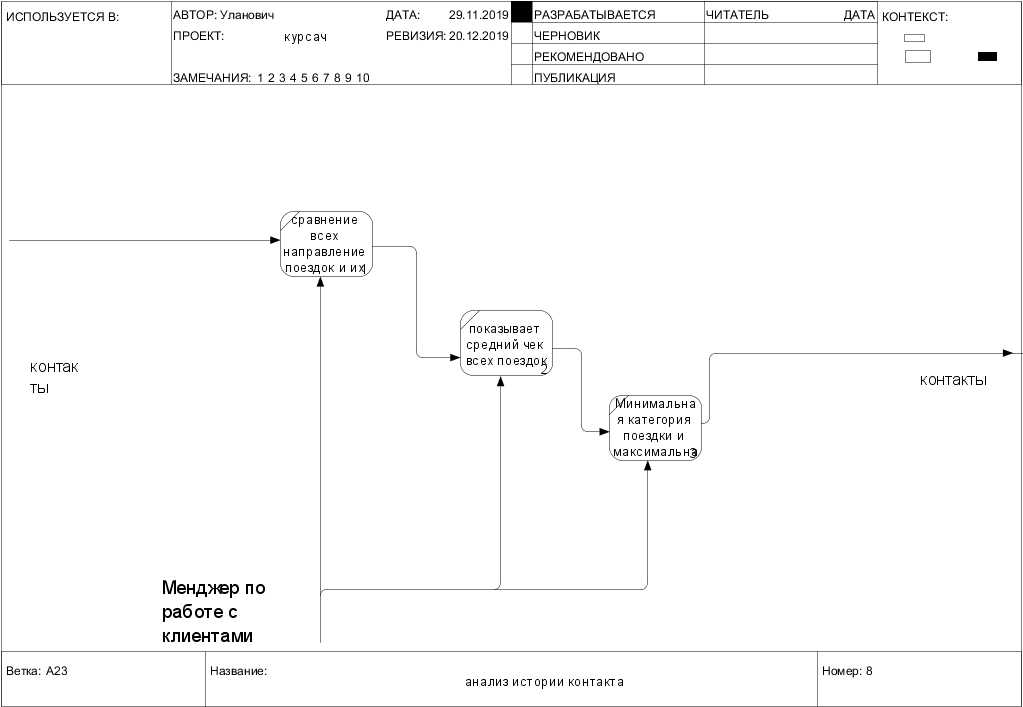 ИСПОЛЬЗУЕТСЯ В:
АВТОР: Уланович
ДАТА: 29.11.2019
РАЗРАБАТЫВАЕТСЯ
ЧИТАТЕЛЬ
ДАТА
КОНТЕКСТ:
ПРОЕКТ: курсач
РЕВИЗИЯ: 20.12.2019
ЧЕРНОВИК
РЕКОМЕНДОВАНО
ЗАМЕЧАНИЯ: 1 2 3 4 5 6 7 8 9 10
ПУБЛИКАЦИЯ
сравнение
всех
направление
поездок и их
1
показывает
средний чек
всех поездок
2
контак
ты
контакты
Минимальна
я категория
поездки и
максимальна
3
Менджер по
работе с
клиентами
Ветка: A23
Название:
анализ истории контакта
Номер: 8